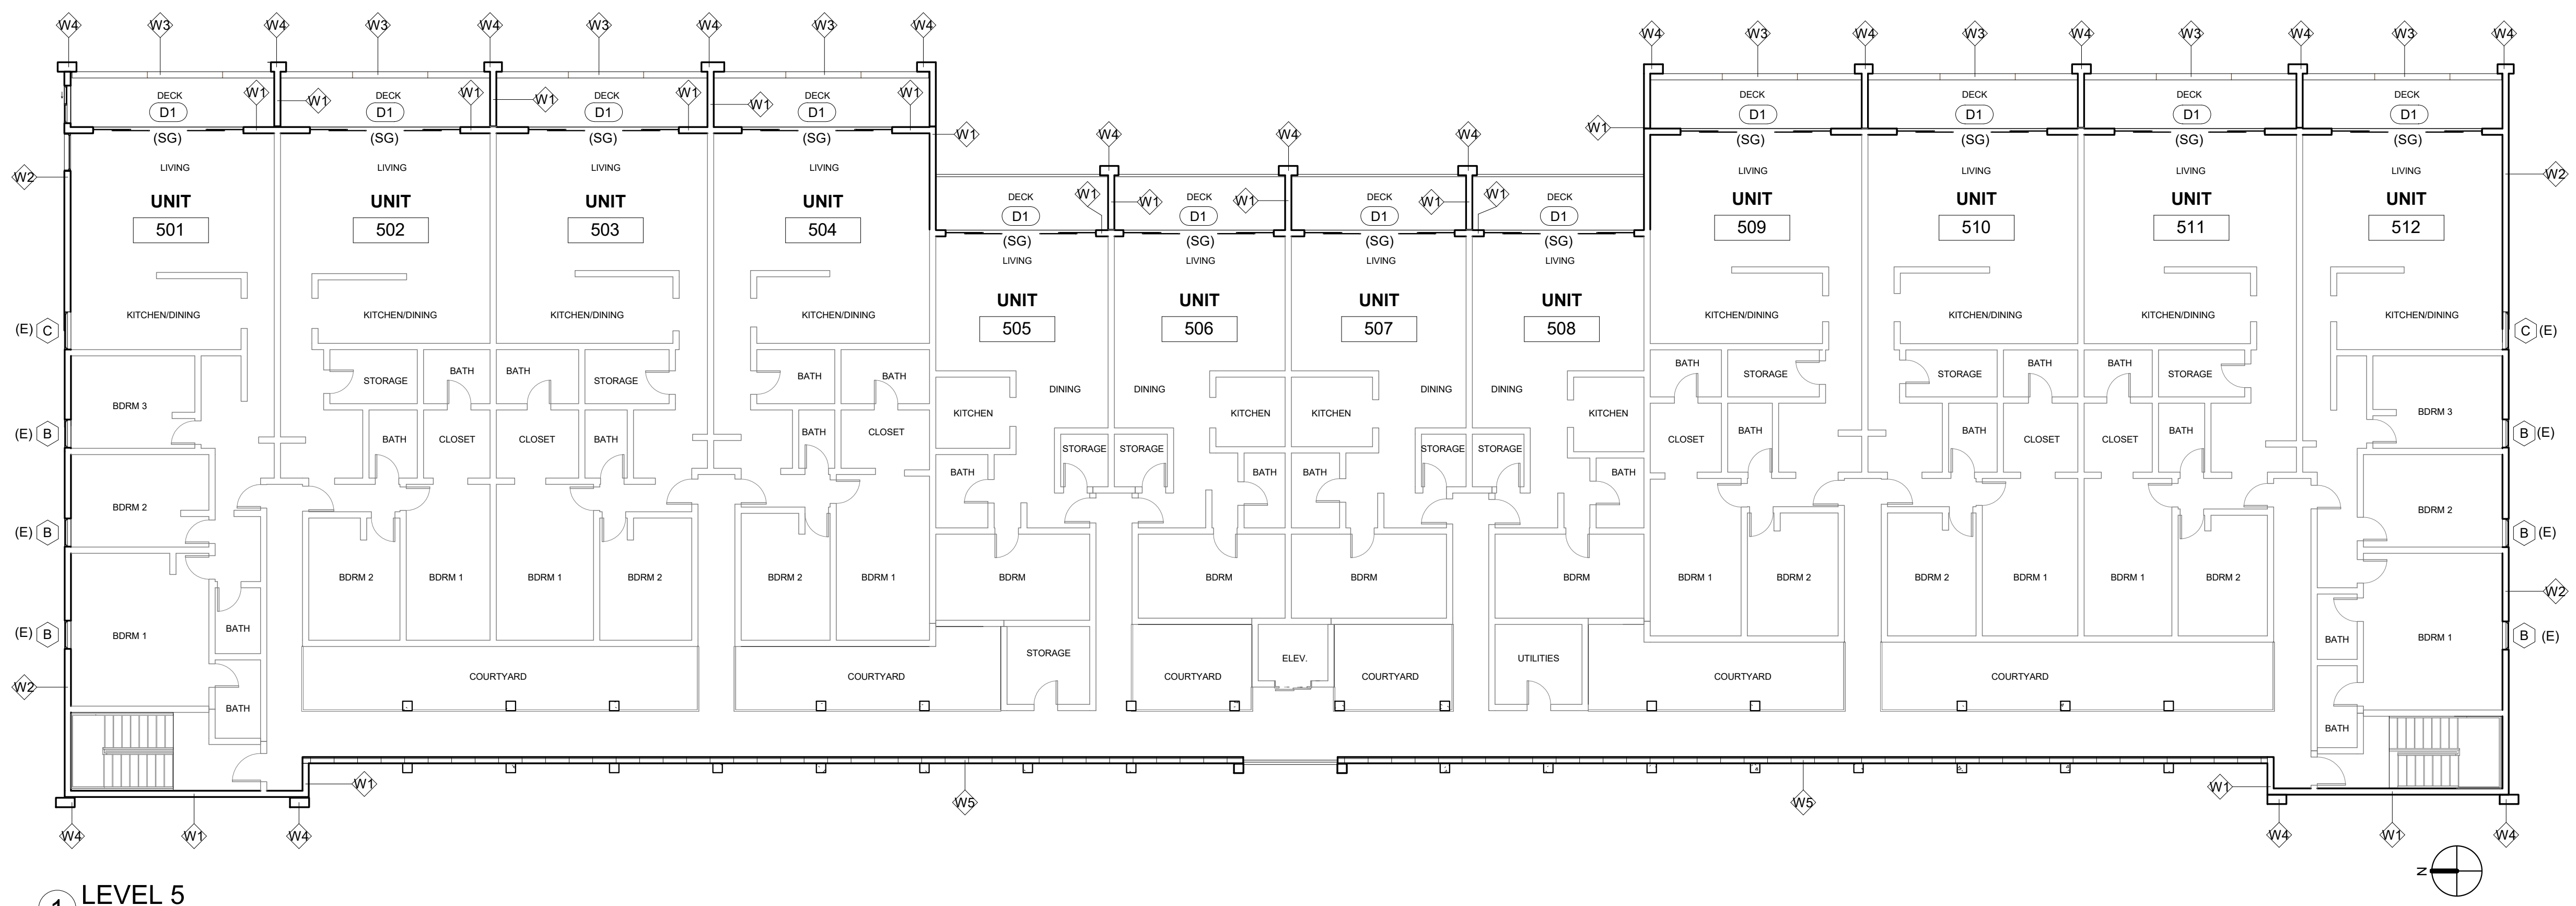 W4 W3 W4 W3 W4 W3 W4 W3 W4
W4 W3 W4 W3 W4 W3 W4 W3 W4
DECK W1 DECK W1 DECK W1 DECK W1
D1 W1 D1 W1 D1 W1 D1
DECK DECK DECK DECK
D1 D1 D1 D1
(SG) (SG) (SG) (SG) W1 W4 W4 W4 W1 (SG) (SG) (SG) (SG)
LIVING LIVING LIVING LIVING
LIVING LIVING LIVING LIVING
W2 W2
UNIT UNIT UNIT UNIT
501 502 503 504
DECK W1 DECK DECK W1 DECK
D1 W1 D1 W1 D1 W1 D1
(SG) (SG) (SG) (SG)
UNIT UNIT UNIT UNIT
509 510 511 512
LIVING LIVING LIVING LIVING
UNIT UNIT UNIT UNIT
505 506 507 508
KITCHEN/DINING KITCHEN/DINING KITCHEN/DINING KITCHEN/DINING
KITCHEN/DINING KITCHEN/DINING KITCHEN/DINING KITCHEN/DINING
(E) C C (E)
STORAGE BATH BATH STORAGE BATH BATH
DINING DINING DINING DINING
BATH STORAGE STORAGE BATH BATH STORAGE
BDRM 3 KITCHEN KITCHEN KITCHEN KITCHEN BDRM 3
(E) B B (E)
BATH CLOSET CLOSET BATH BATH CLOSET
STORAGE STORAGE STORAGE STORAGE
CLOSET BATH BATH CLOSET CLOSET BATH
BATH BATH BATH BATH
BDRM 2 BDRM 2
(E) B B (E)
BDRM 2 BDRM 1 BDRM 1 BDRM 2 BDRM 2 BDRM 1 BDRM BDRM BDRM BDRM BDRM 1 BDRM 2 BDRM 2 BDRM 1 BDRM 1 BDRM 2
W2
(E) B BDRM 1 BATH BATH BDRM 1 B (E)
STORAGE ELEV. UTILITIES
COURTYARD COURTYARD COURTYARD COURTYARD COURTYARD COURTYARD
W2
BATH BATH
W1 W5 W5 W1
W4 W1 W4 W4 W1 W4
N
1 LEVEL 5